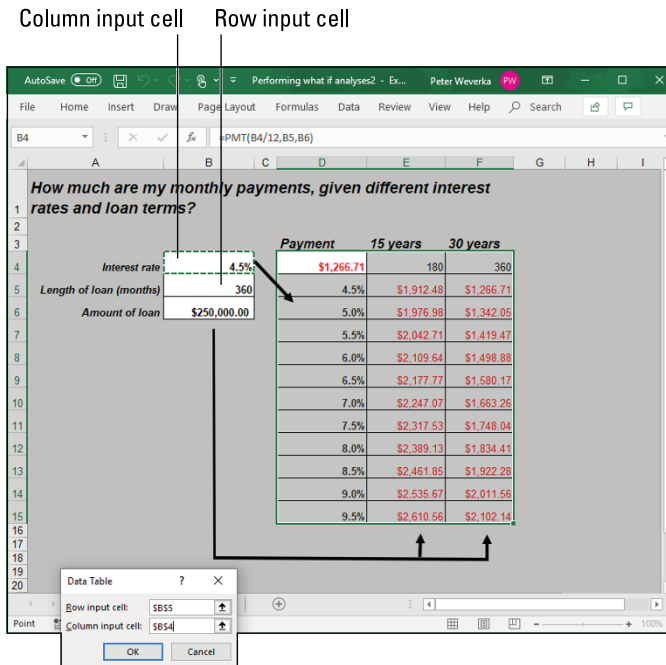 Column input cell Row input cell
AutoSave Off Performing what if analyses2 - Ex... Peter Weverka PW
File Home Insert Draw Page Layout Formulas Data Review View Help Search
B4 fx =PMT(B4/12,B5,B6)
A B C D E F G H I
1 How much are my monthly payments, given different interest
rates and loan terms?
2
3 Payment 15 years 30 years
4 Interest rate 4.5% $1,266.71 180 360
5 Length of loan (months) 360 4.5% $1,912.48 $1,266.71
6 Amount of loan $250,000.00 5.0% $1,976.98 $1,342.05
7 5.5% $2,042.71 $1,419.47
8 6.0% $2,109.64 $1,498.88
9 6.5% $2,177.77 $1,580.17
10 7.0% $2,247.07 $1,663.26
11 7.5% $2,317.53 $1,748.04
12 8.0% $2,389.13 $1,834.41
13 8.5% $2,461.85 $1,922.28
14 9.0% $2,535.67 $2,011.56
15 9.5% $2,610.56 $2,102.14
16
17
18
19
20
Data Table ? ×
Row input cell: $B$5
Column input cell: $B$4
OK Cancel
Point 100%